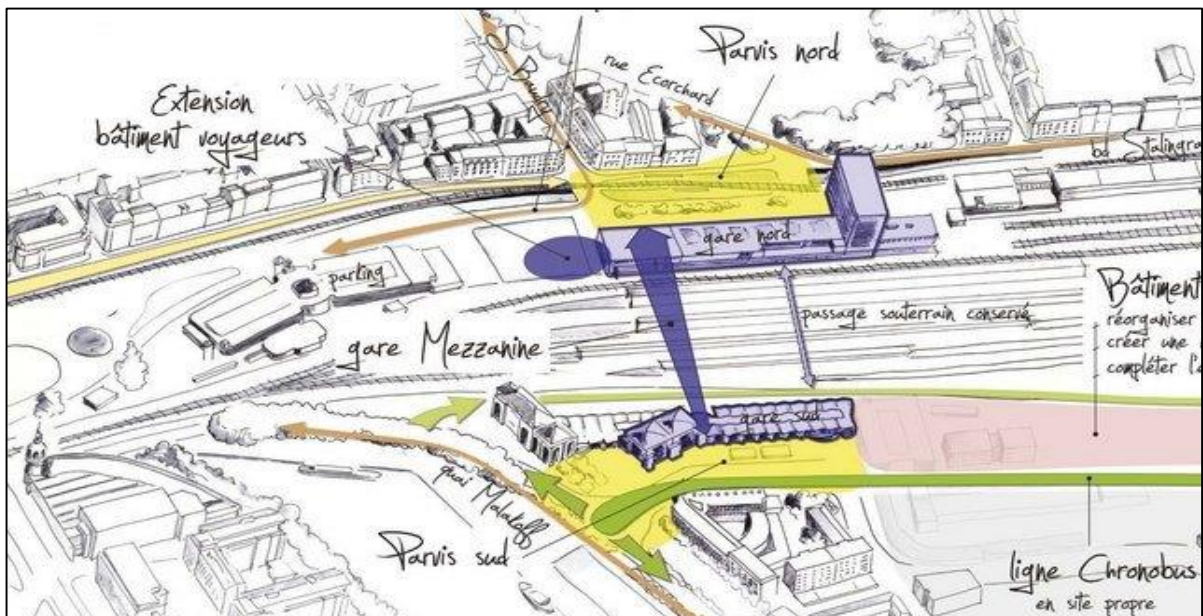 Parvis nord
rue Ecorchard
Baudry
Extension
bâtiment voyageurs
bd Stalingra
gare nord
parking
passage souterrain conservé
Bâtiment
réorganiser
créer une
compléter l'a
gare Mezzanine
gare sud
quai Malakoff
Parvis sud
ligne Chronobus
en site propre